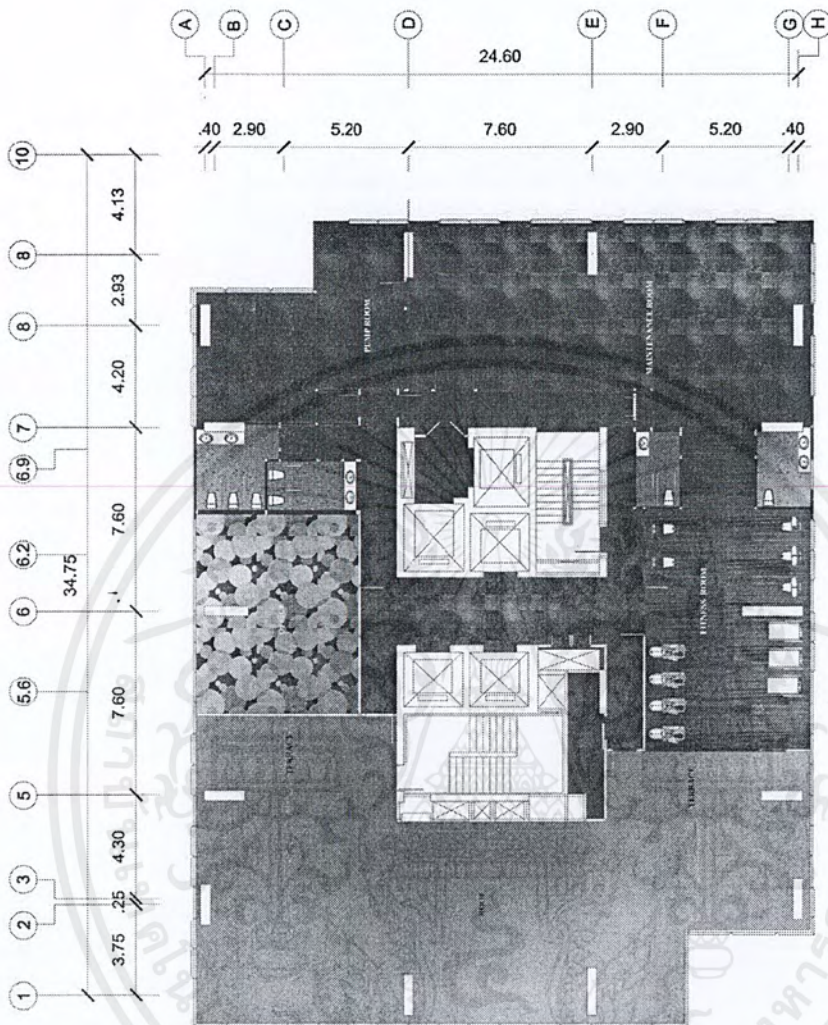 A
B
C
D
E
F
G
H
24.60
.40
2.90
5.20
7.60
2.90
5.20
.40
10
8
8
7
6.9
6.2
6
5.6
5
3
2
1
34.75
4.13
2.93
4.20
7.60
7.60
4.30
.25
3.75
PUMP ROOM
MAINTENANCE ROOM
FITNESS ROOM
TERRACE
TERRACE